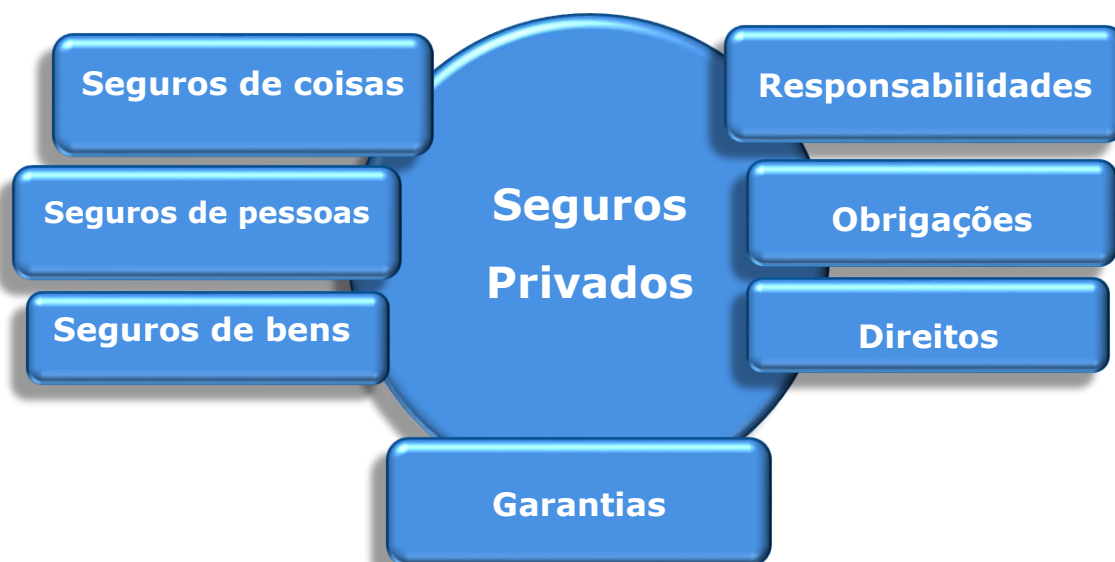 Seguros de coisas
Seguros de pessoas
Seguros de bens
Seguros
Privados
Responsabilidades
Obrigações
Direitos
Garantias